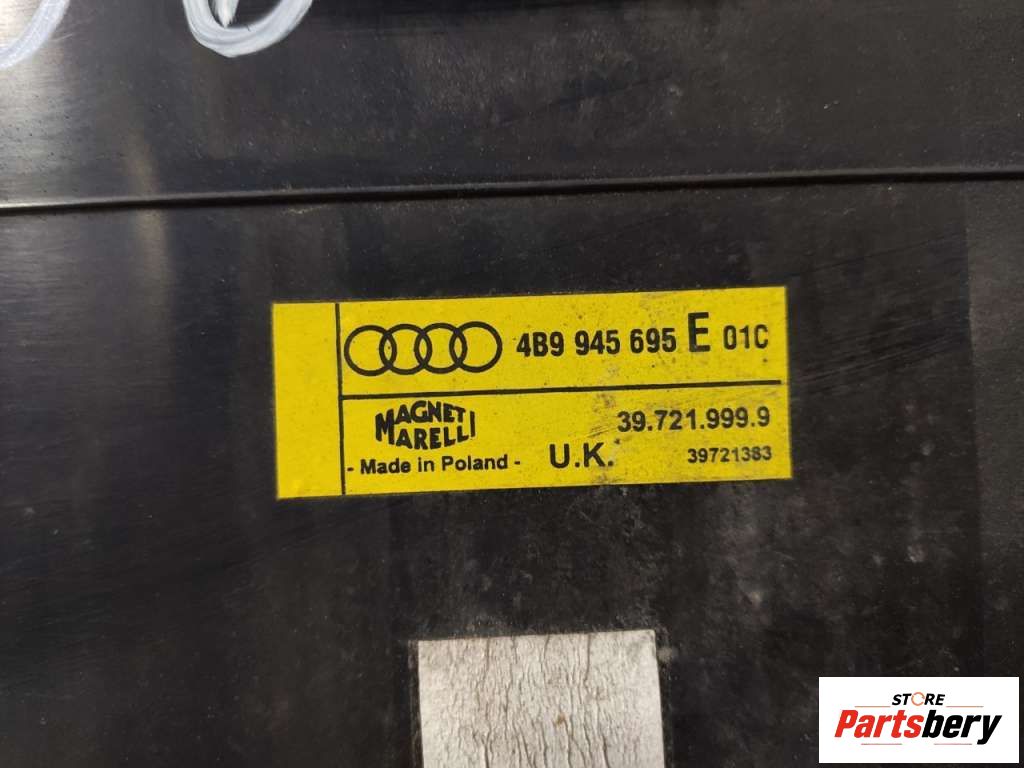 4B9 945 695 E 01C
MAGNETI
MARELLI
39.721.999.9
- Made in Poland - U.K. 39721383
STORE
Partsbery